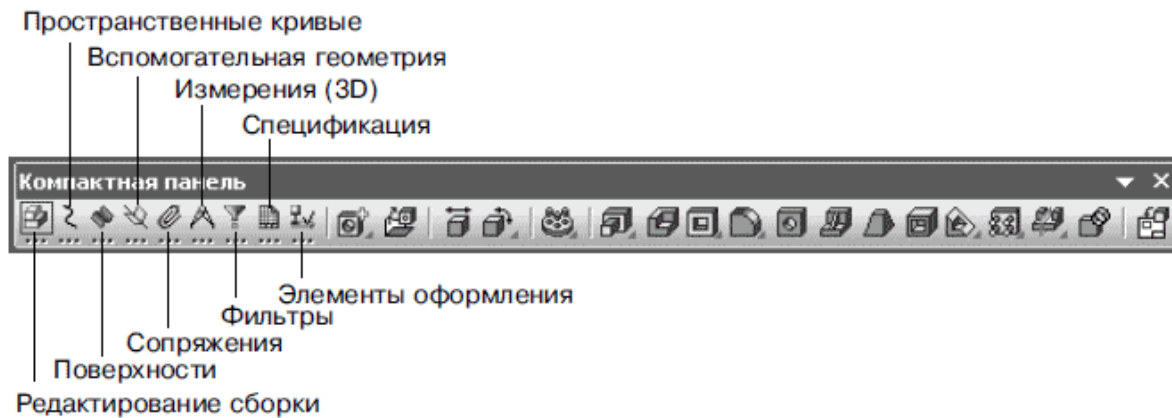 Пространственные кривые
Вспомогательная геометрия
Измерения (3D)
Спецификация
Компактная панель
Элементы оформления
Фильтры
Сопряжения
Поверхности
Редактирование сборки